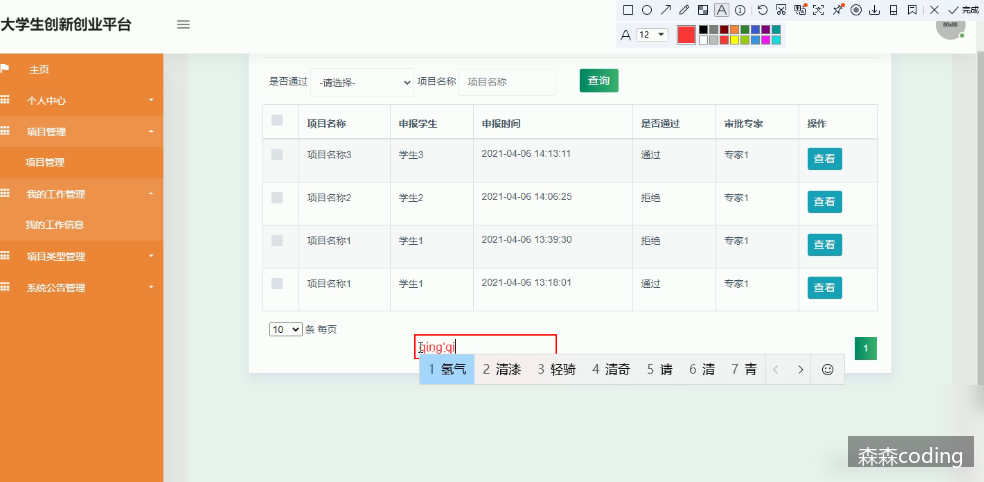 大学生创新创业平台
12
完成
主页
个人中心
项目管理
项目管理
我的工作管理
我的工作信息
项目类型管理
系统公告管理
是否通过 -请选择- 项目名称 项目名称 查询
项目名称 申报学生 申报时间 是否通过 审批专家 操作
项目名称3 学生3 2021-04-06 14:13:11 通过 专家1 查看
项目名称2 学生2 2021-04-06 14:06:25 拒绝 专家1 查看
项目名称1 学生1 2021-04-06 13:39:30 拒绝 专家1 查看
项目名称1 学生1 2021-04-06 13:18:01 通过 专家1 查看
10 条 每页
qing'qi
1
1 氢气 2 清漆 3 轻骑 4 清奇 5 请 6 清 7 青
森森coding